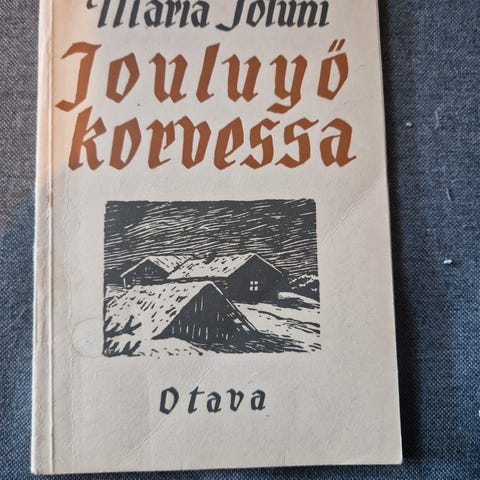 Maria Jotuni
Jouluyö
korvessa
Otava